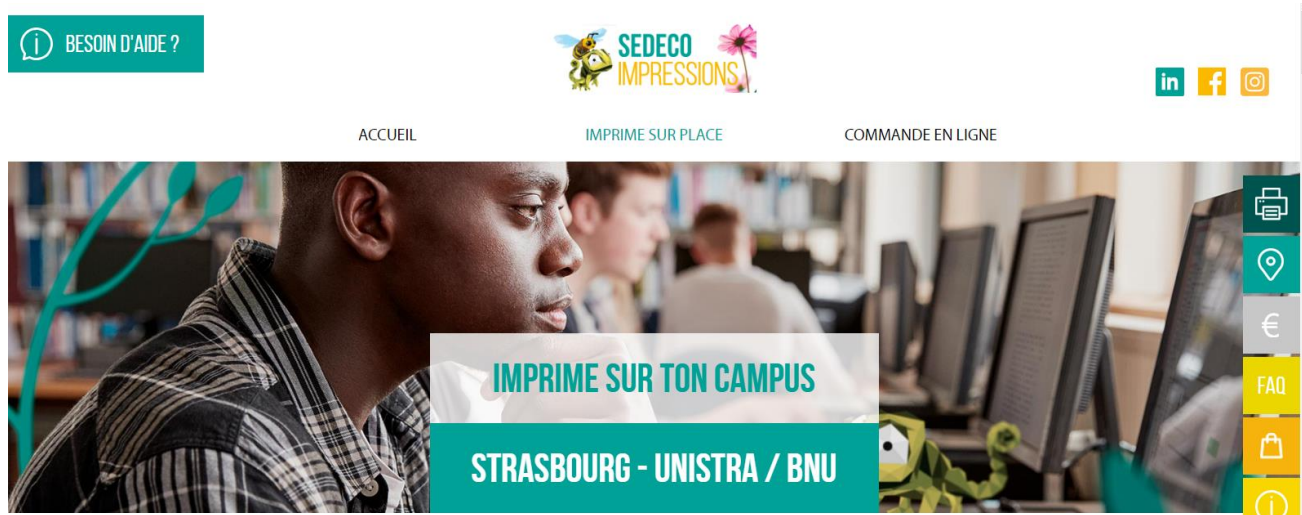 BESOIN D'AIDE ?
SEDECO
IMPRESSIONS
in
f
ACCUEIL
IMPRIME SUR PLACE
COMMANDE EN LIGNE
€
FAQ
IMPRIME SUR TON CAMPUS
STRASBOURG - UNISTRA / BNU